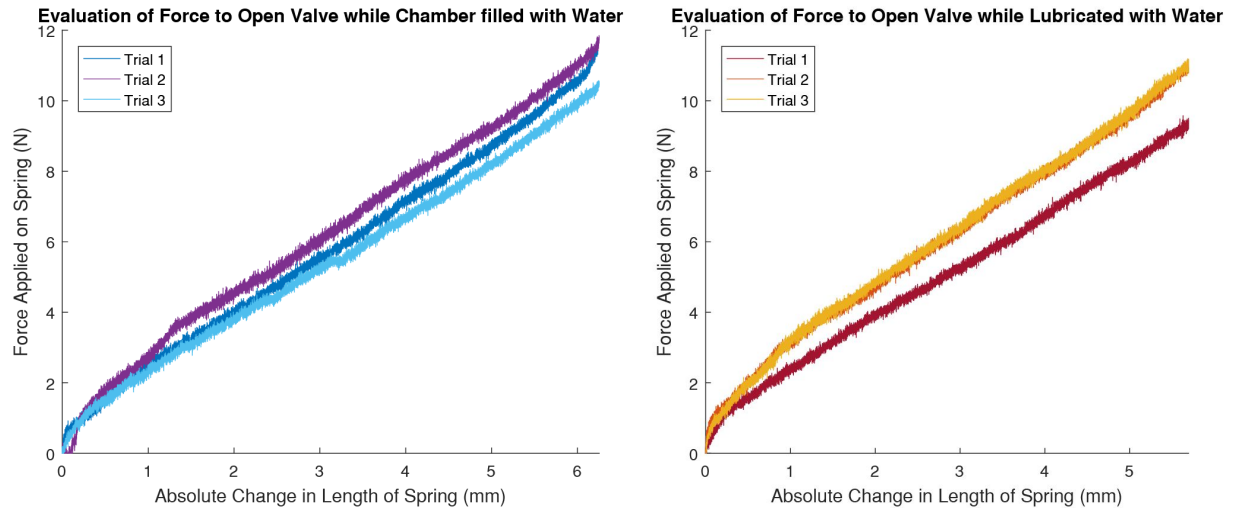 Evaluation of Force to Open Valve while Chamber filled with Water
12
10
8
6
4
2
0
Force Applied on Spring (N)
Trial 1
Trial 2
Trial 3
0 1 2 3 4 5 6
Absolute Change in Length of Spring (mm)
Evaluation of Force to Open Valve while Lubricated with Water
12
10
8
6
4
2
0
Force Applied on Spring (N)
Trial 1
Trial 2
Trial 3
0 1 2 3 4 5
Absolute Change in Length of Spring (mm)